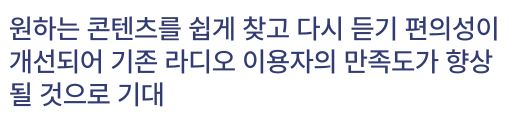 원하는 콘텐츠를 쉽게 찾고 다시 듣기 편의성이
개선되어 기존 라디오 이용자의 만족도가 향상
될 것으로 기대